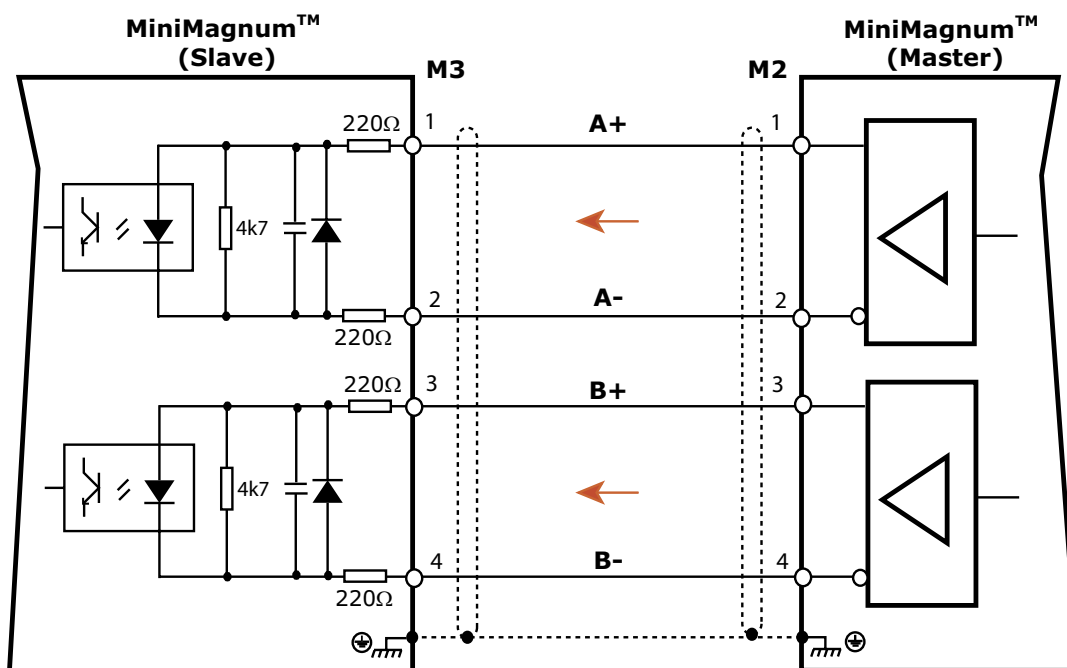 MiniMagnum™
(Slave)
MiniMagnum™
(Master)
M3
M2
220Ω
1
A+
1
4k7
2
A-
2
220Ω
220Ω
3
B+
3
4k7
4
B-
4
220Ω